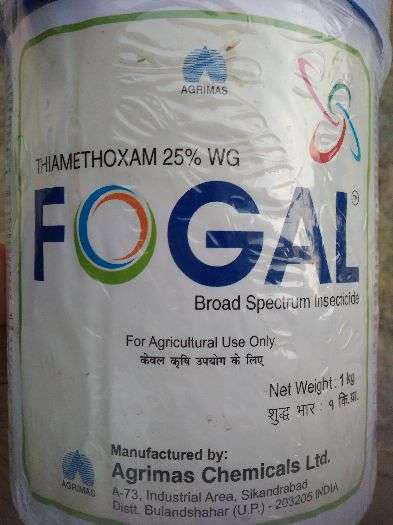 AGRIMAS
THIAMETHOXAM 25% WG
FOGAL
Broad Spectrum Insecticide
For Agricultural Use Only
केवल कृषि उपयोग के लिए
Net Weight : 1 kg
शुद्ध भार : १ कि.ग्रा.
Manufactured by:
Agrimas Chemicals Ltd.
A-73, Industrial Area, Sikandrabad
Distt. Bulandshahar (U.P.) - 203205 INDIA
AGRIMAS